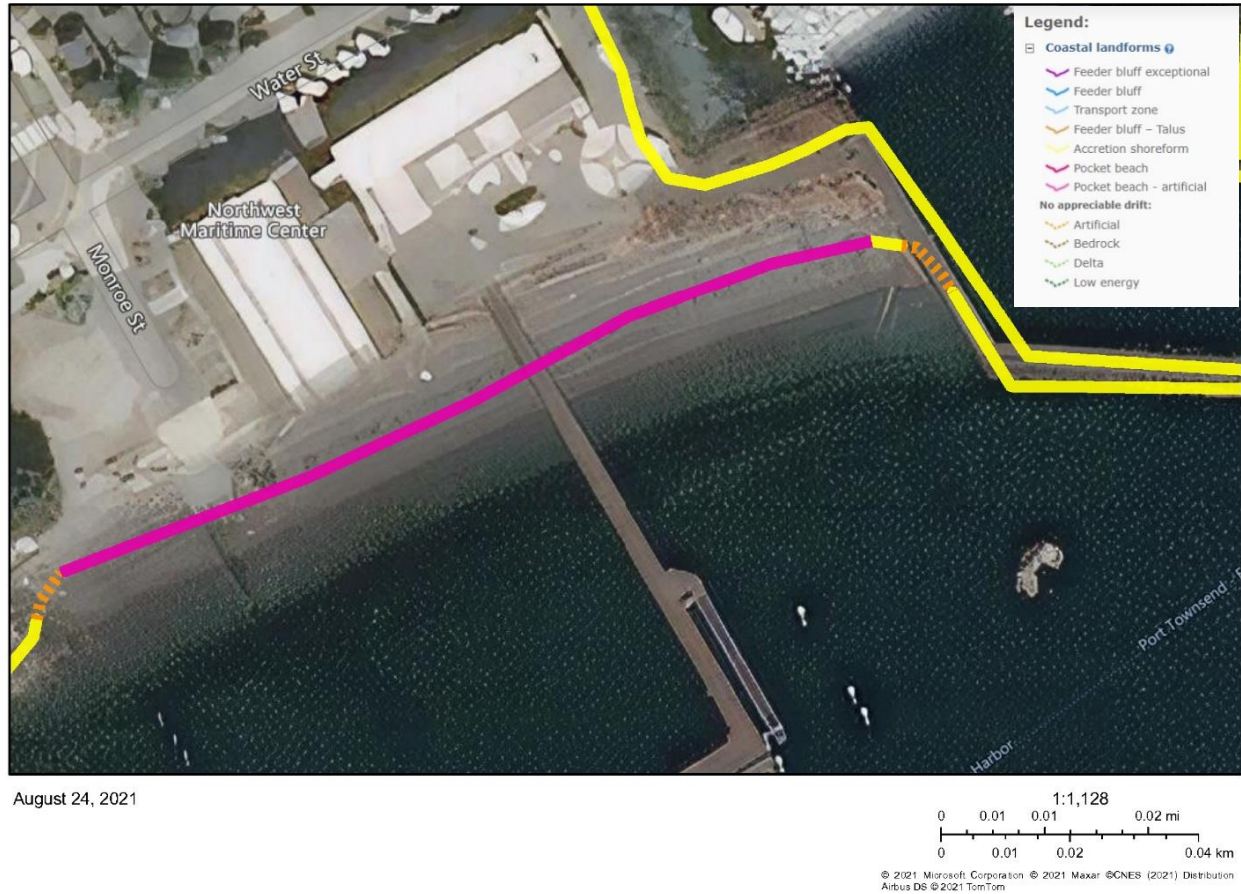 Legend:
Coastal landforms
Feeder bluff exceptional
Feeder bluff
Transport zone
Feeder bluff – Talus
Accretion shoreform
Pocket beach
Pocket beach - artificial
No appreciable drift:
Artificial
Bedrock
Delta
Low energy
Water St
Northwest
Maritime Center
Monroe St
Port Townsend
Harbor
August 24, 2021
1:1,128
0 0.01 0.01 0.02 mi
0 0.01 0.02 0.04 km
© 2021 Microsoft Corporation © 2021 Maxar ©CNES (2021) Distribution
Airbus DS © 2021 TomTom